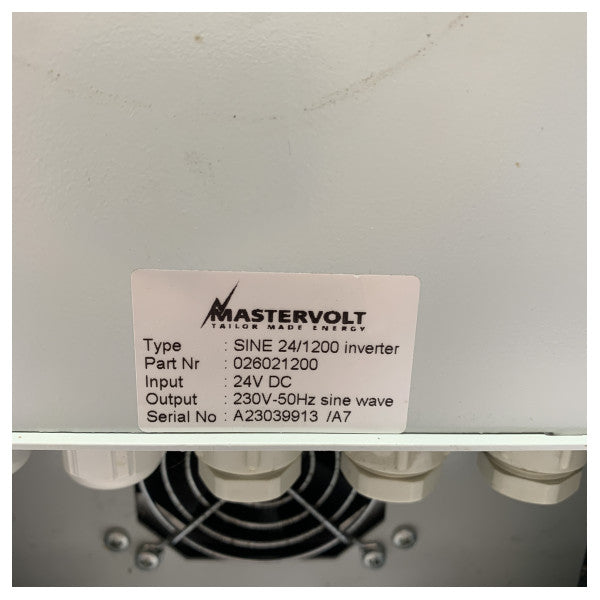 MASTERVOLT
TAILOR MADE ENERGY
Type : SINE 24/1200 inverter
Part Nr : 026021200
Input : 24V DC
Output : 230V-50Hz sine wave
Serial No : A23039913 /A7